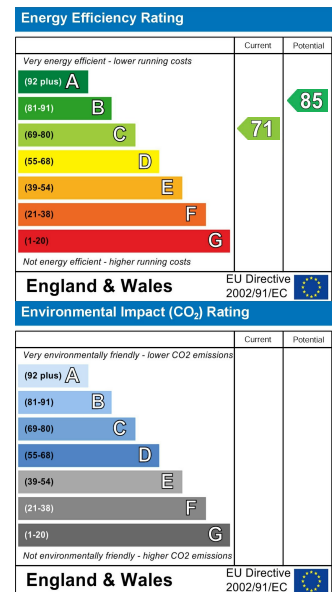 Energy Efficiency Rating
Current Potential
Very energy efficient - lower running costs
(92 plus) A
(81-91) B
(69-80) C
(55-68) D
(39-54) E
(21-38) F
(1-20) G
71
85
Not energy efficient - higher running costs
England & Wales
EU Directive
2002/91/EC
Environmental Impact (CO₂) Rating
Current Potential
Very environmentally friendly - lower CO2 emissions
(92 plus) A
(81-91) B
(69-80) C
(55-68) D
(39-54) E
(21-38) F
(1-20) G
Not environmentally friendly - higher CO2 emissions
England & Wales
EU Directive
2002/91/EC